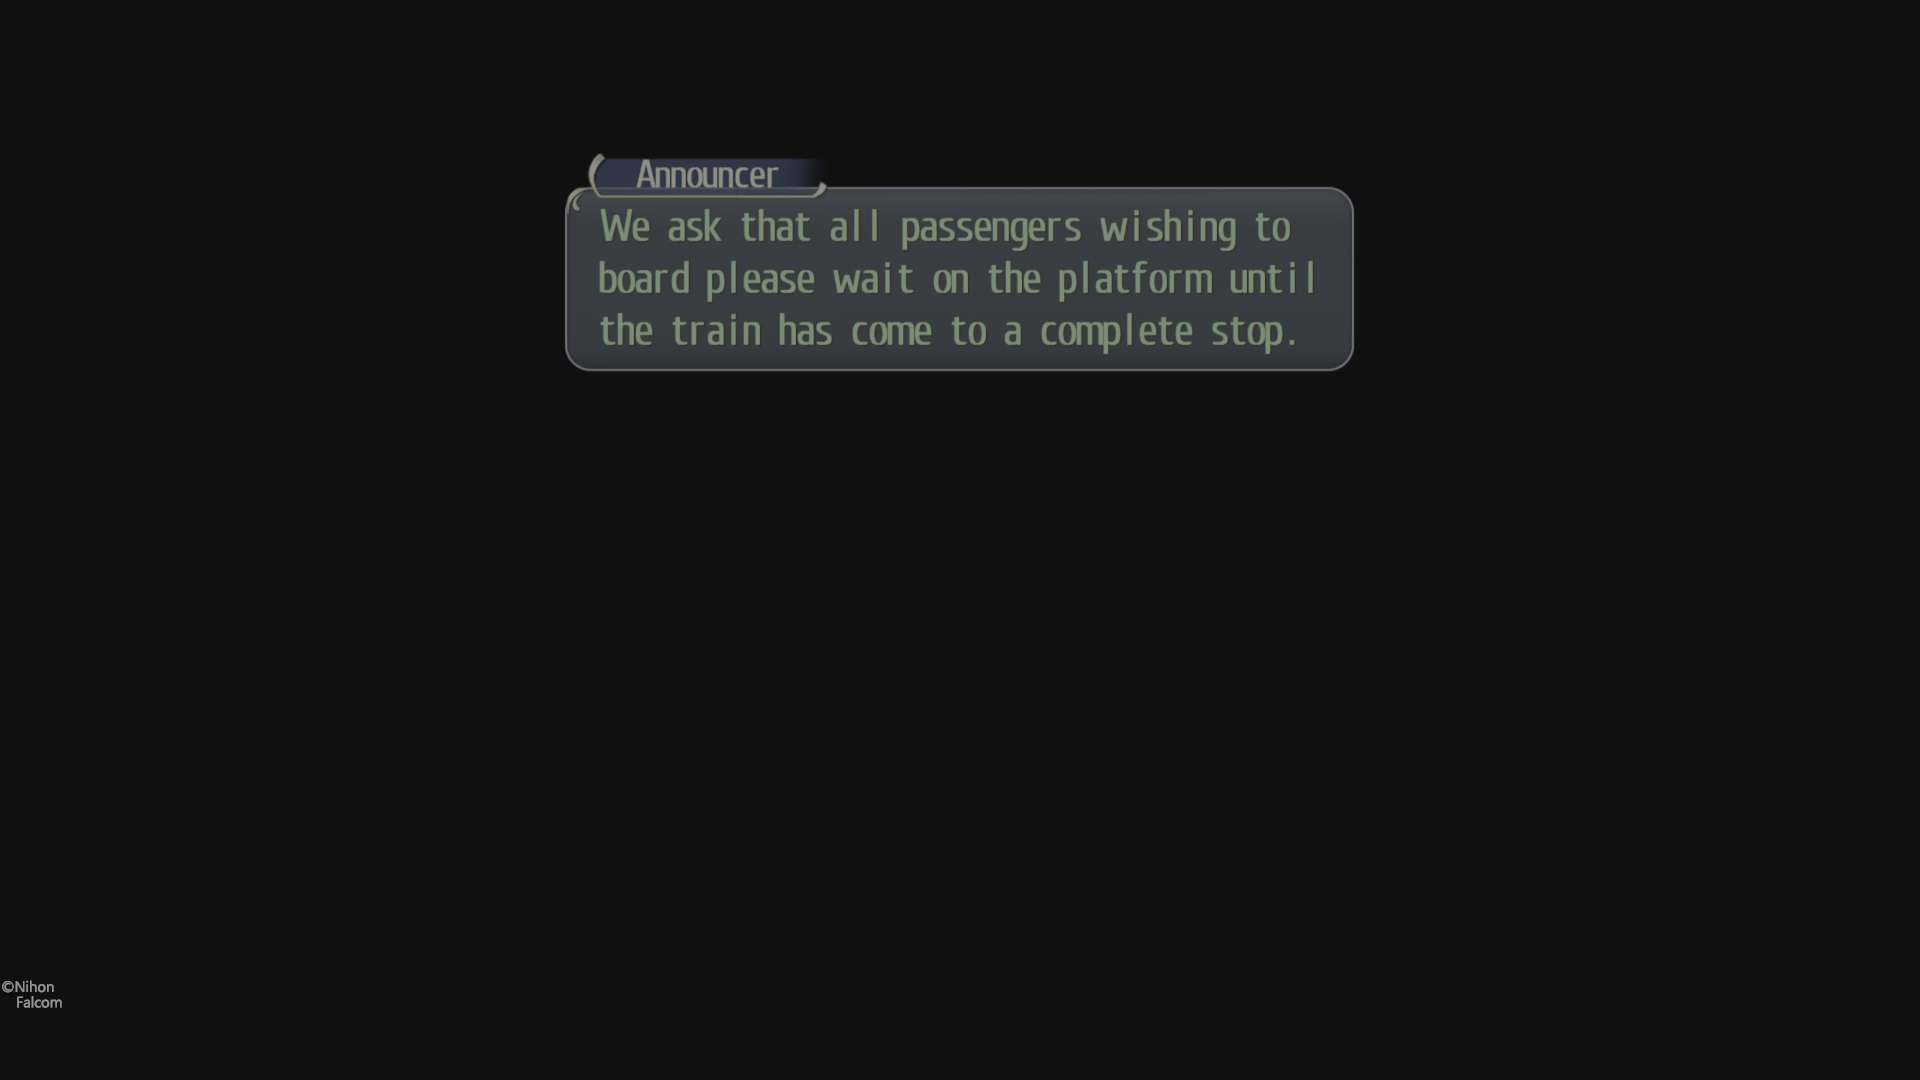 Announcer
We ask that all passengers wishing to
board please wait on the platform until
the train has come to a complete stop.
©Nihon
Falcom